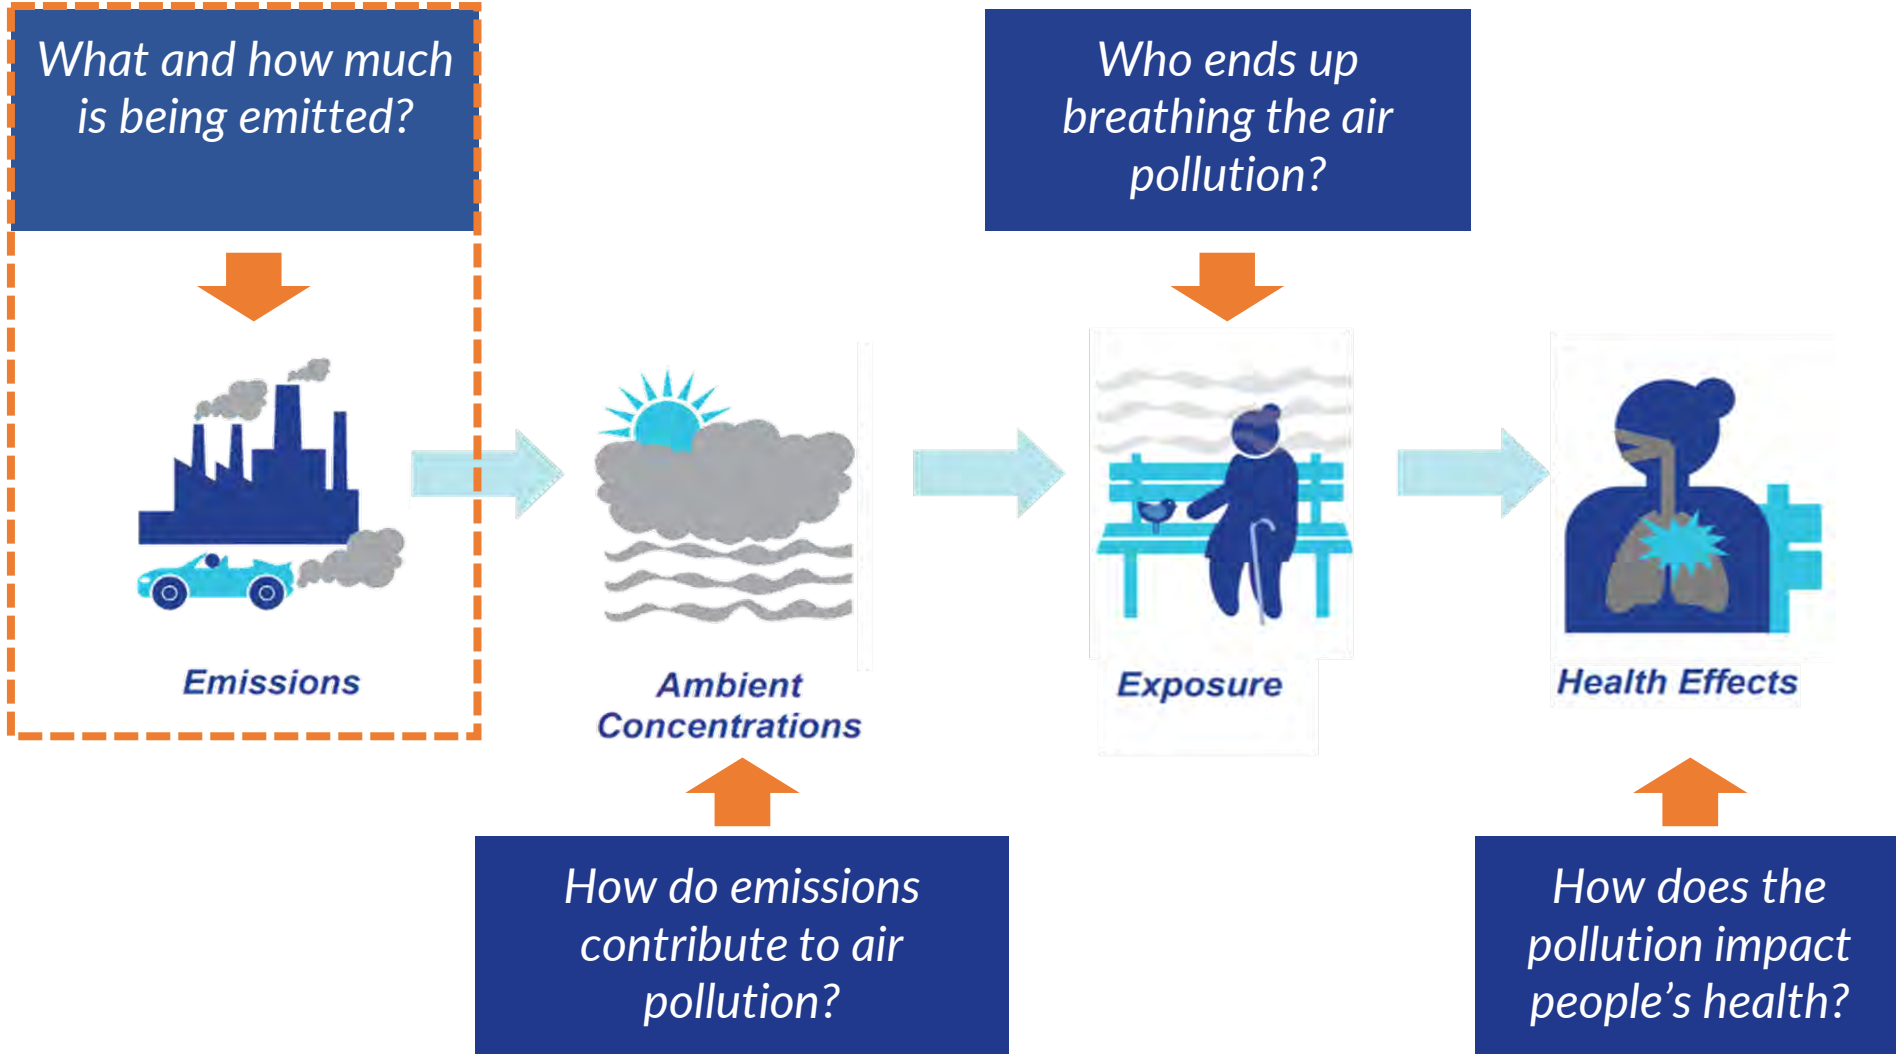 What and how much
is being emitted?
Who ends up
breathing the air
pollution?
Emissions
Ambient
Concentrations
Exposure
Health Effects
How do emissions
contribute to air
pollution?
How does the
pollution impact
people’s health?